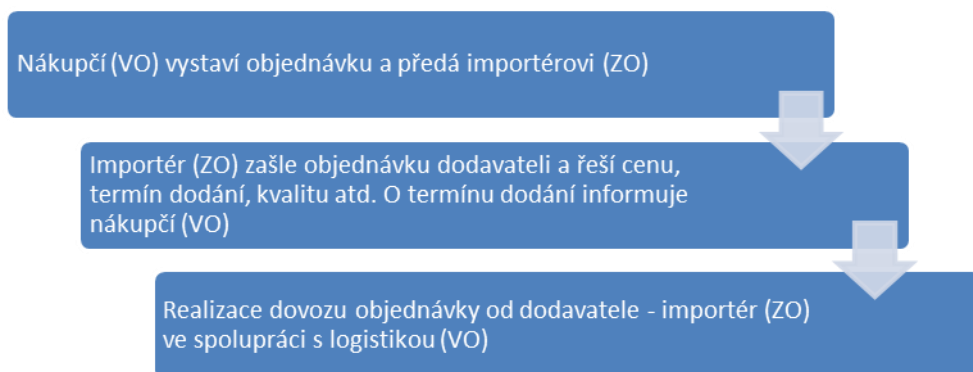 Nákupčí (VO) vystaví objednávku a předá importérovi (ZO)
Importér (ZO) zašle objednávku dodavateli a řeší cenu,
termín dodání, kvalitu atd. O termínu dodání informuje
nákupčí (VO)
Realizace dovozu objednávky od dodavatele - importér (ZO)
ve spolupráci s logistikou (VO)